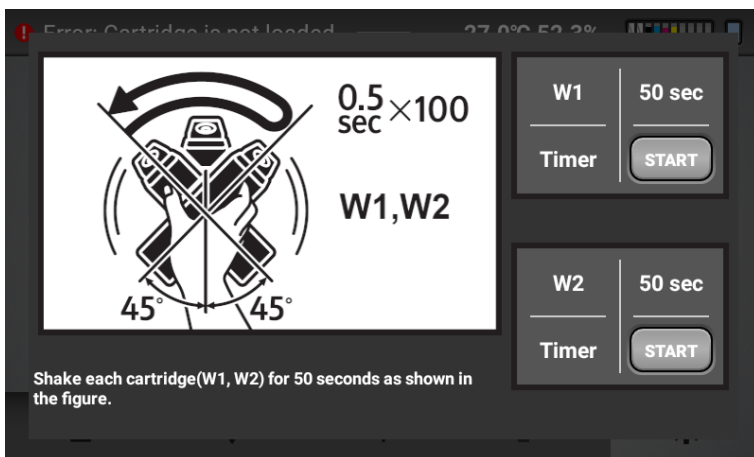 Error: Cartridge is not loaded 27.0°C 52.3%
0.5 sec ×100
W1,W2
45° 45°
W1 50 sec
Timer START
W2 50 sec
Timer START
Shake each cartridge(W1, W2) for 50 seconds as shown in
the figure.